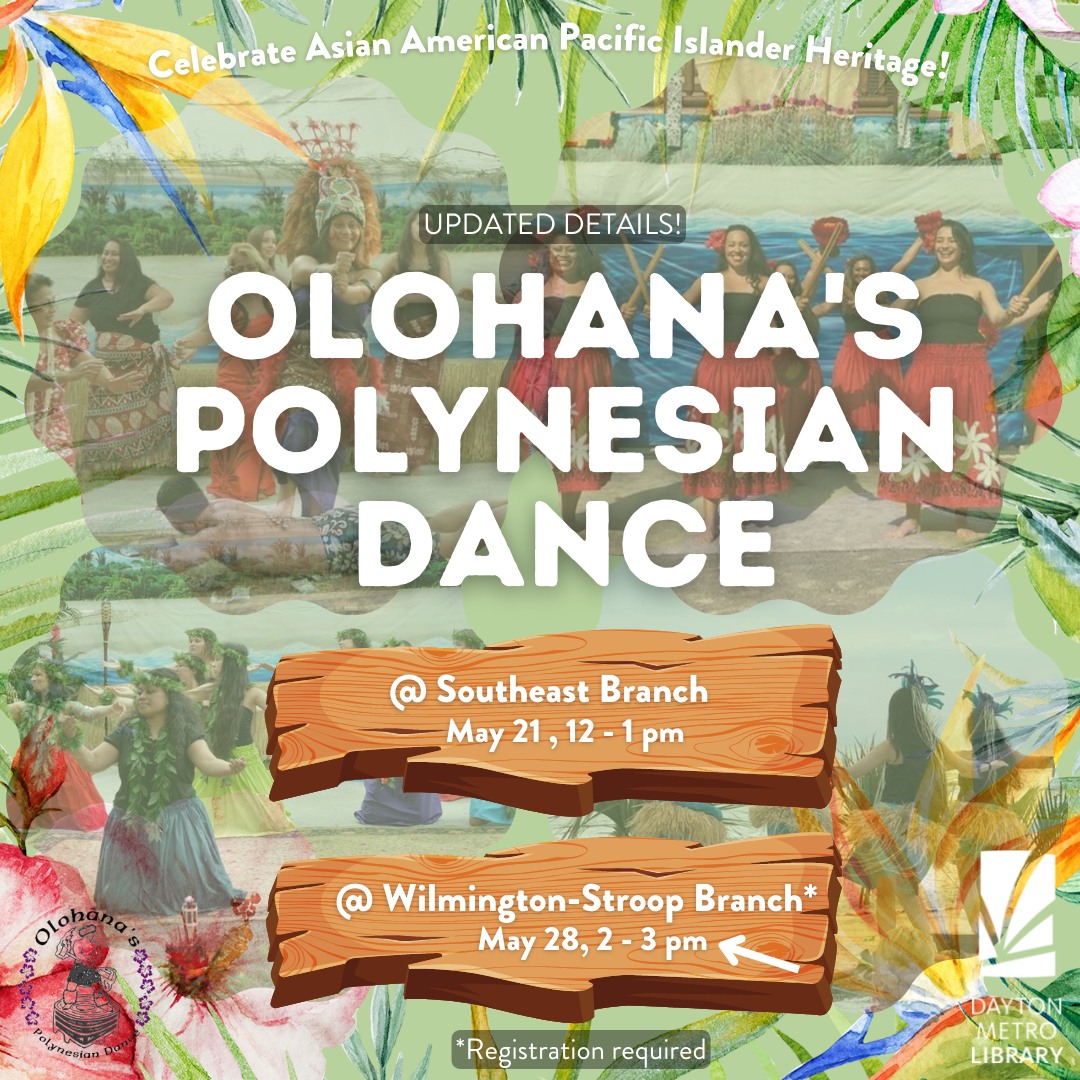 Celebrate Asian American Pacific Islander Heritage!
UPDATED DETAILS!
OLOHANA'S
POLYNESIAN
DANCE
@ Southeast Branch
May 21 , 12 - 1 pm
@ Wilmington-Stroop Branch*
May 28, 2 - 3 pm
*Registration required
Olohana's
Polynesian Dance
DAYTON
METRO
LIBRARY